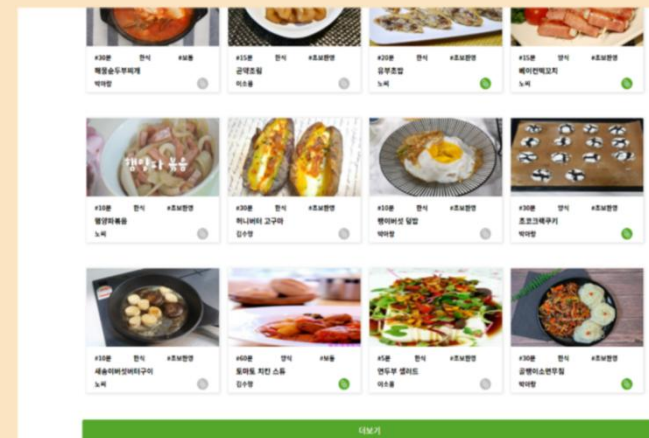 #30분 한식 #보통
해물순두부찌개
박아랑
#15분 한식 #초보환영
곤약조림
이소룡
#20분 한식 #초보환영
유부초밥
노씨
#15분 양식 #초보환영
베이컨떡꼬치
노씨
햄양파 볶음
#10분 한식 #초보환영
햄양파볶음
노씨
#30분 한식 #초보환영
허니버터 고구마
김수영
#10분 한식 #초보환영
팽이버섯 덮밥
박아랑
#30분 양식 #초보환영
초코크랙쿠키
박아랑
#10분 한식 #초보환영
새송이버섯버터구이
노씨
#60분 양식 #보통
토마토 치킨 스튜
김수영
#5분 한식 #초보환영
연두부 샐러드
이소룡
#30분 한식 #초보환영
골뱅이소면무침
박아랑
더보기